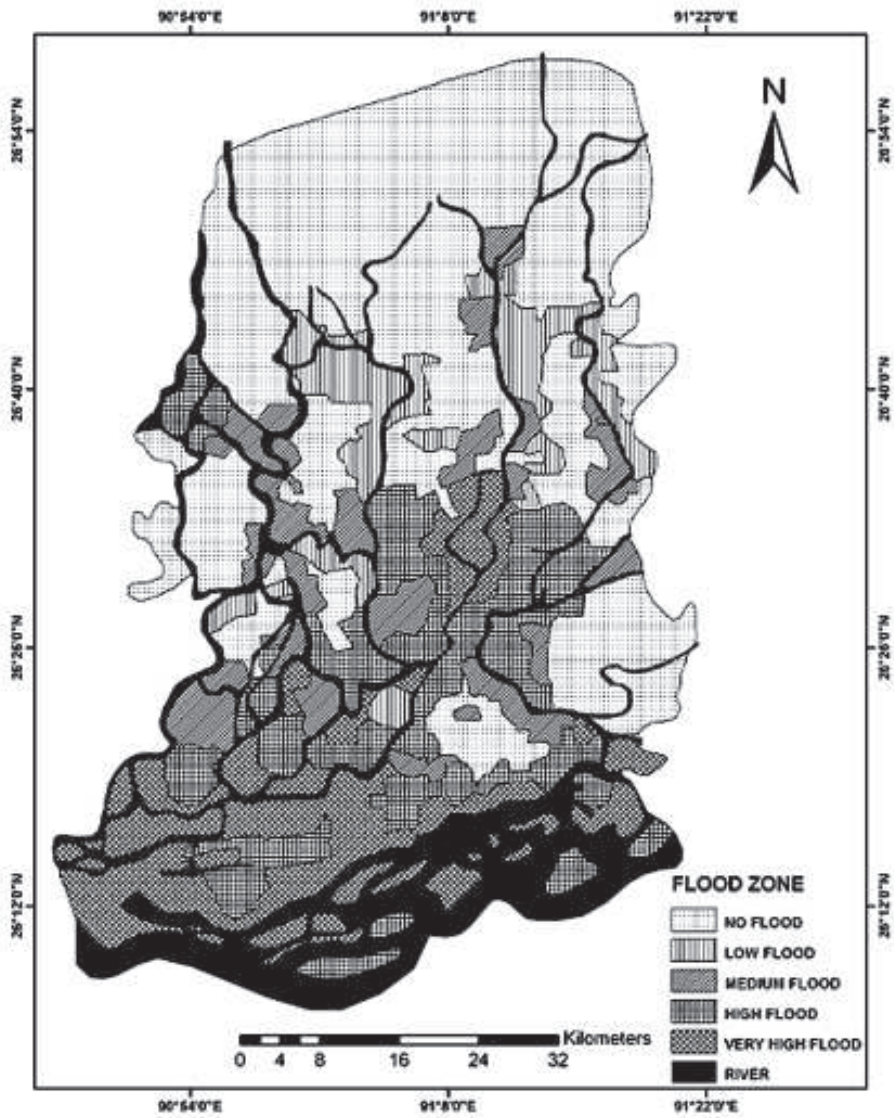 90°54'0"E 91°8'0"E 91°22'0"E
N
26°54'0"N 26°54'0"N
26°40'0"N 26°40'0"N
26°26'0"N 26°26'0"N
26°12'0"N 26°12'0"N
FLOOD ZONE
NO FLOOD
LOW FLOOD
MEDIUM FLOOD
HIGH FLOOD
VERY HIGH FLOOD
RIVER
Kilometers
0 4 8 16 24 32
90°54'0"E 91°8'0"E 91°22'0"E